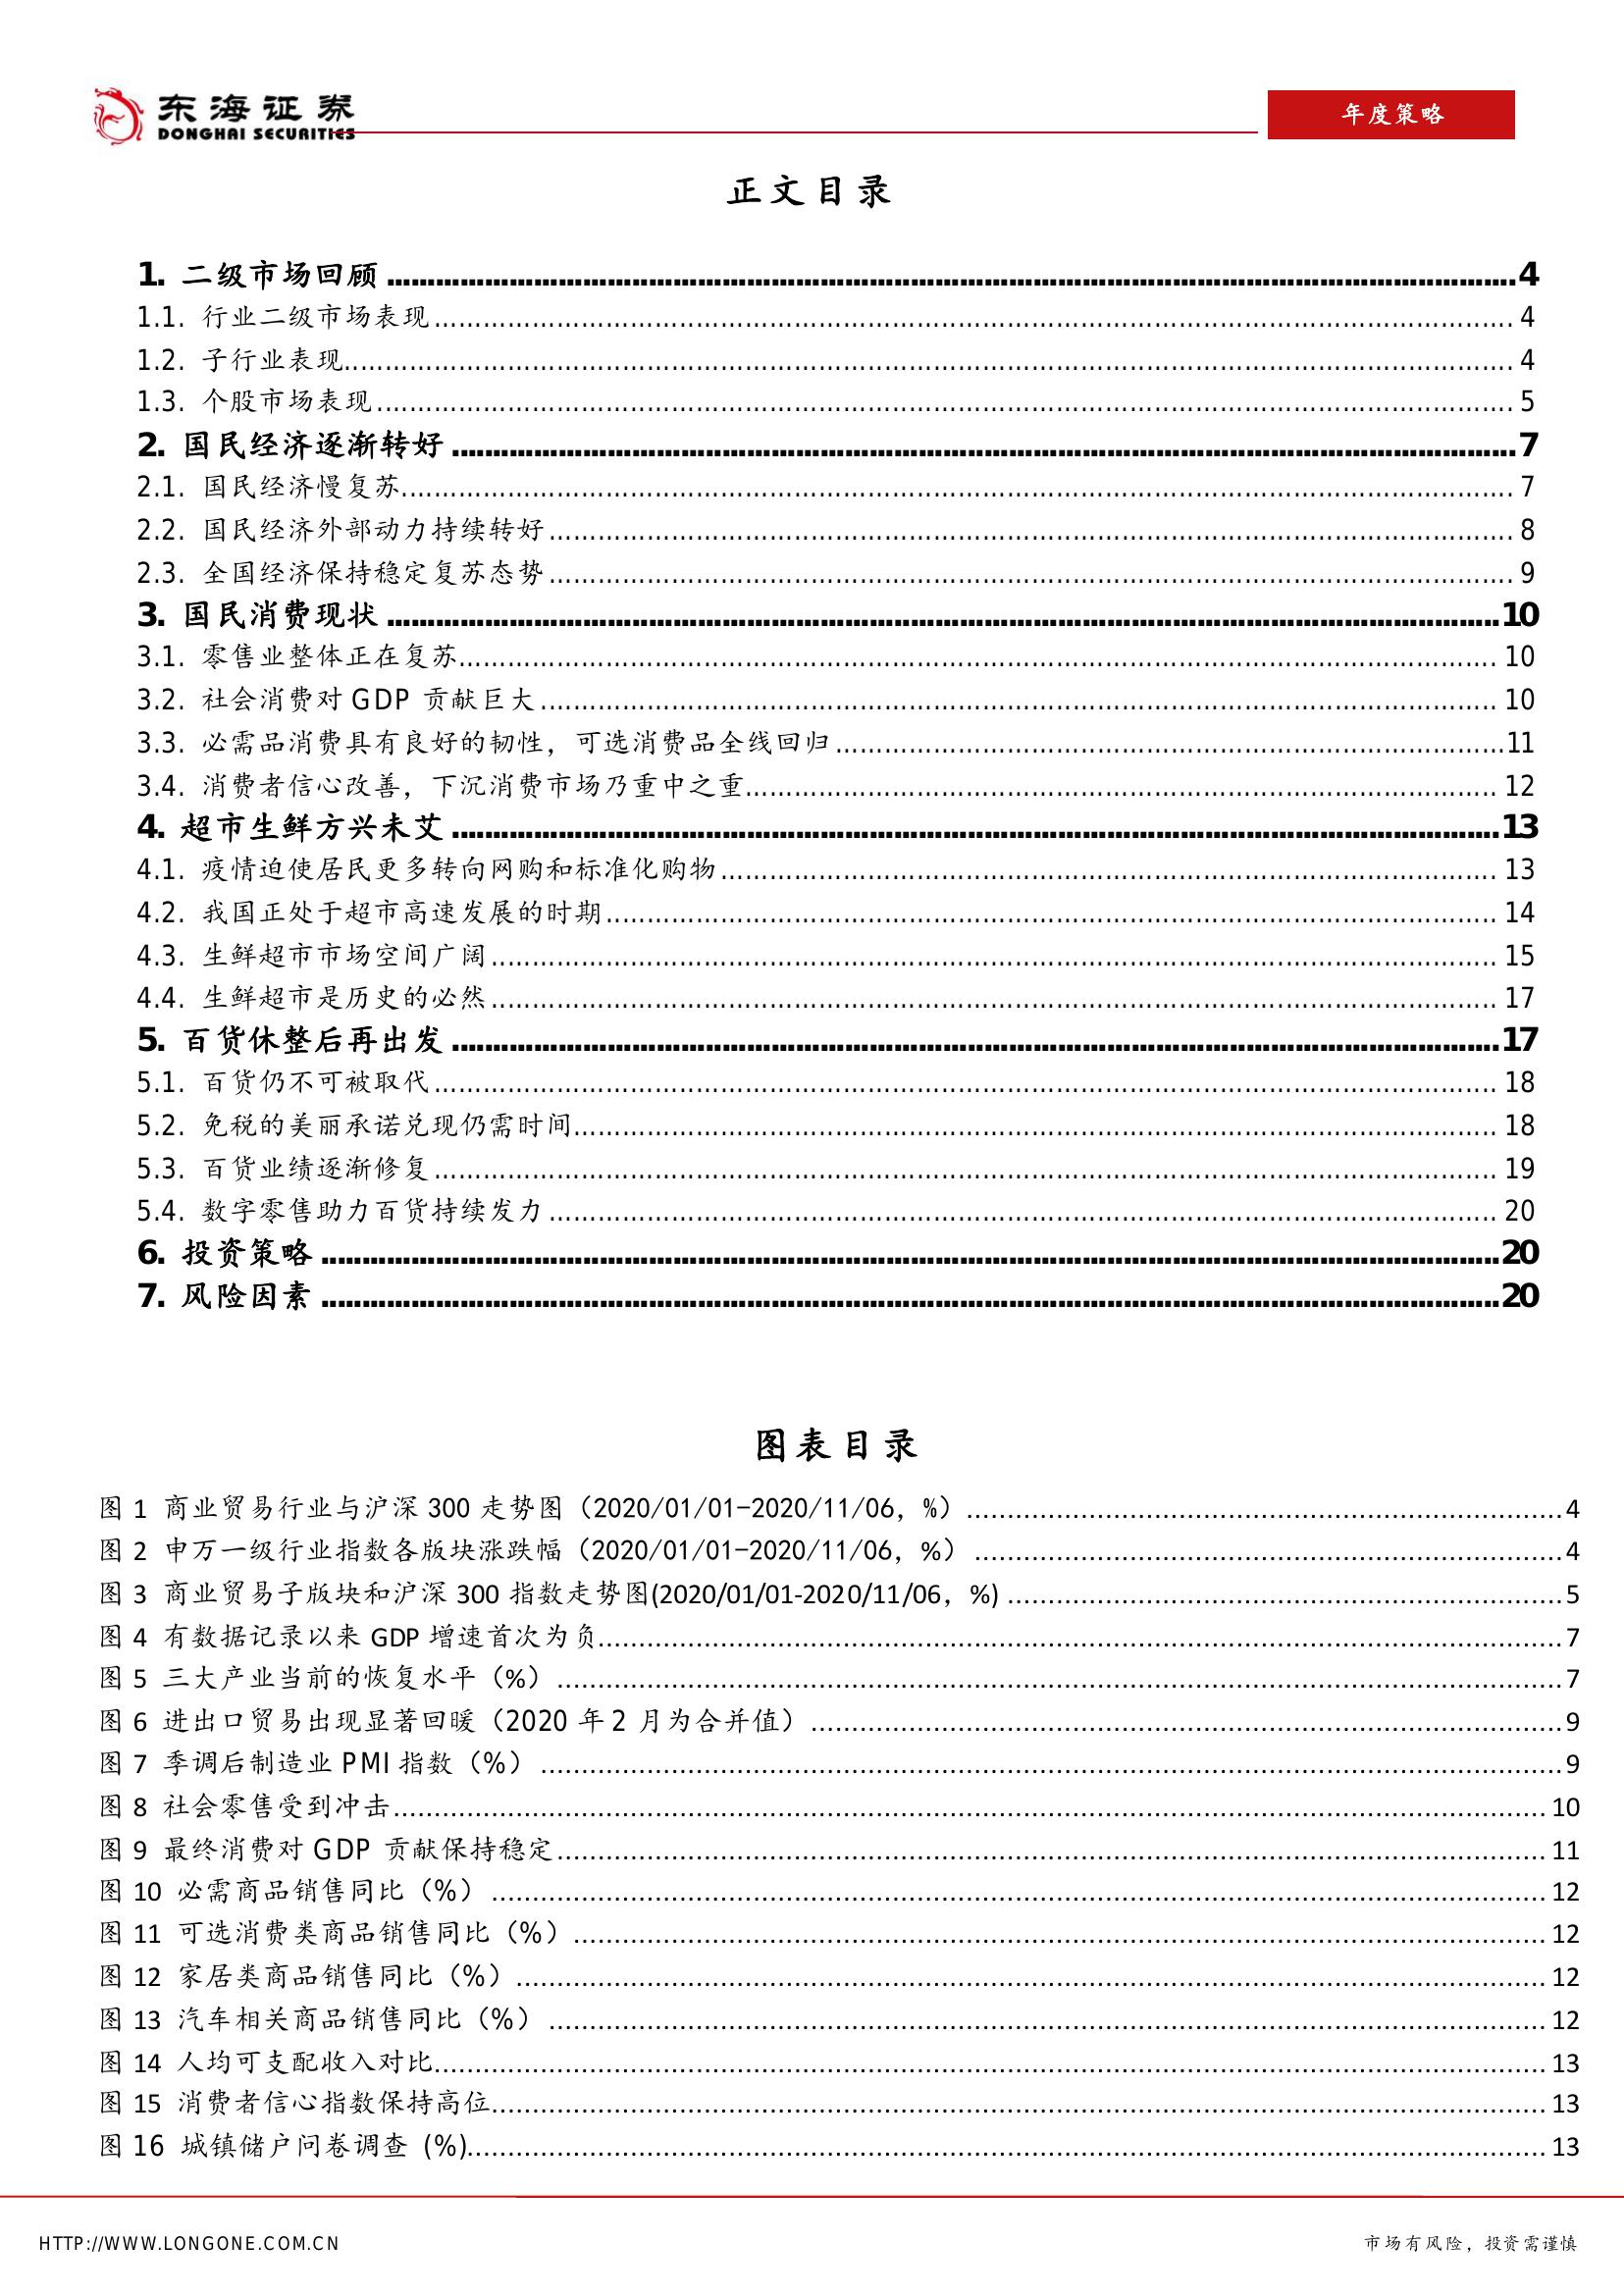 东海证券
DONGHAI SECURITIES
年度策略
正文目录
1. 二级市场回顾 4
1.1. 行业二级市场表现 4
1.2. 子行业表现 4
1.3. 个股市场表现 5
2. 国民经济逐渐转好 7
2.1. 国民经济慢复苏 7
2.2. 国民经济外部动力持续转好 8
2.3. 全国经济保持稳定复苏态势 9
3. 国民消费现状 10
3.1. 零售业整体正在复苏 10
3.2. 社会消费对 GDP 贡献巨大 10
3.3. 必需品消费具有良好的韧性，可选消费品全线回归 11
3.4. 消费者信心改善，下沉消费市场乃重中之重 12
4. 超市生鲜方兴未艾 13
4.1. 疫情迫使居民更多转向网购和标准化购物 13
4.2. 我国正处于超市高速发展的时期 14
4.3. 生鲜超市市场空间广阔 15
4.4. 生鲜超市是历史的必然 17
5. 百货休整后再出发 17
5.1. 百货仍不可被取代 18
5.2. 免税的美丽承诺兑现仍需时间 18
5.3. 百货业绩逐渐修复 19
5.4. 数字零售助力百货持续发力 20
6. 投资策略 20
7. 风险因素 20
图表目录
图 1 商业贸易行业与沪深 300 走势图（2020/01/01-2020/11/06，%） 4
图 2 申万一级行业指数各版块涨跌幅（2020/01/01-2020/11/06，%） 4
图 3 商业贸易子版块和沪深 300 指数走势图(2020/01/01-2020/11/06，%) 5
图 4 有数据记录以来 GDP 增速首次为负 7
图 5 三大产业当前的恢复水平（%） 7
图 6 进出口贸易出现显著回暖（2020 年 2 月为合并值） 9
图 7 季调后制造业 PMI 指数（%） 9
图 8 社会零售受到冲击 10
图 9 最终消费对 GDP 贡献保持稳定 11
图 10 必需商品销售同比（%） 12
图 11 可选消费类商品销售同比（%） 12
图 12 家居类商品销售同比（%） 12
图 13 汽车相关商品销售同比（%） 12
图 14 人均可支配收入对比 13
图 15 消费者信心指数保持高位 13
图 16 城镇储户问卷调查 (%) 13
HTTP://WWW.LONGONE.COM.CN
市场有风险，投资需谨慎